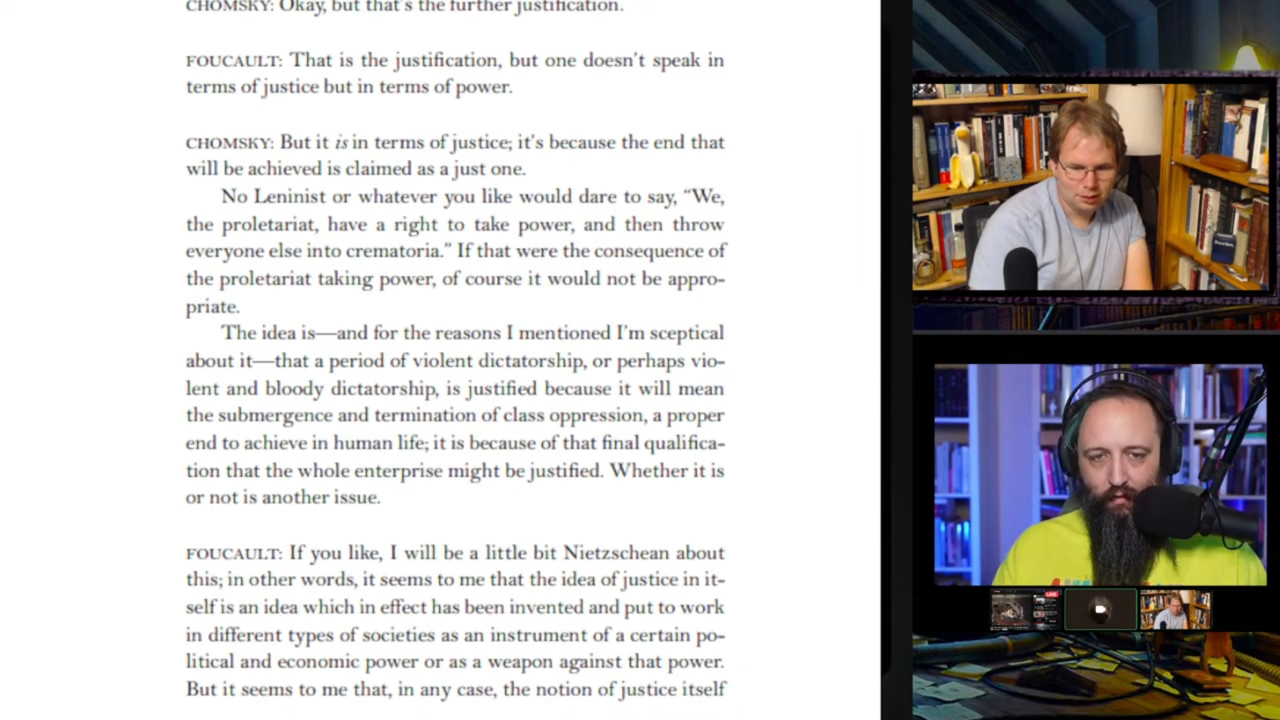 CHOMSKY: Okay, but that's the further justification.
FOUCAULT: That is the justification, but one doesn't speak in
terms of justice but in terms of power.
CHOMSKY: But it is in terms of justice; it's because the end that
will be achieved is claimed as a just one.
No Leninist or whatever you like would dare to say, “We,
the proletariat, have a right to take power, and then throw
everyone else into crematoria.” If that were the consequence of
the proletariat taking power, of course it would not be appro-
priate.
The idea is—and for the reasons I mentioned I'm sceptical
about it—that a period of violent dictatorship, or perhaps vio-
lent and bloody dictatorship, is justified because it will mean
the submergence and termination of class oppression, a proper
end to achieve in human life; it is because of that final qualifica-
tion that the whole enterprise might be justified. Whether it is
or not is another issue.
FOUCAULT: If you like, I will be a little bit Nietzschean about
this; in other words, it seems to me that the idea of justice in it-
self is an idea which in effect has been invented and put to work
in different types of societies as an instrument of a certain po-
litical and economic power or as a weapon against that power.
But it seems to me that, in any case, the notion of justice itself